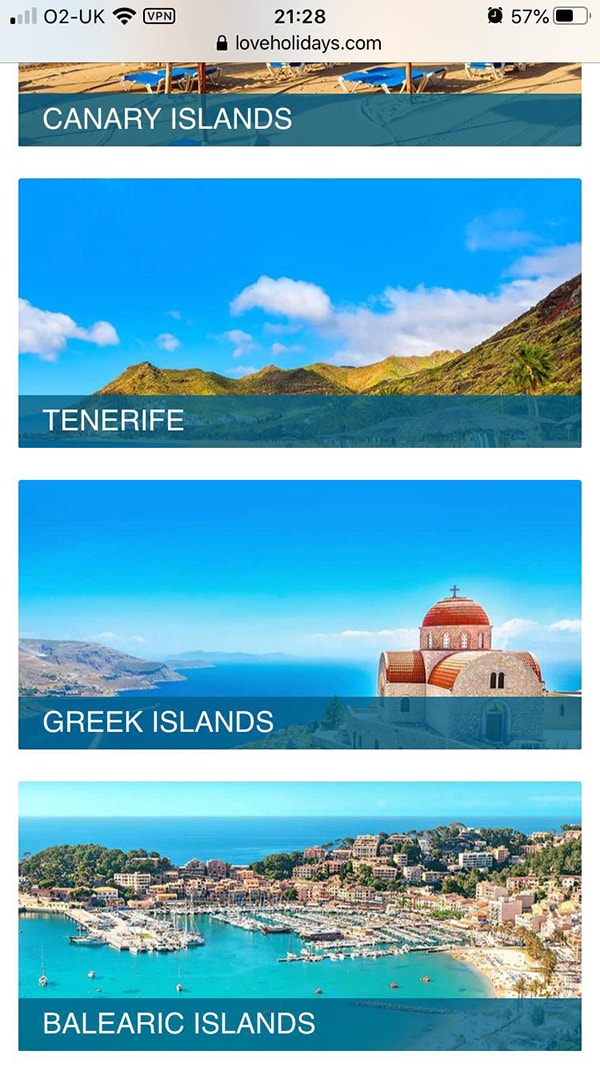 O2-UK VPN 21:28 57%
loveholidays.com
CANARY ISLANDS
TENERIFE
GREEK ISLANDS
BALEARIC ISLANDS